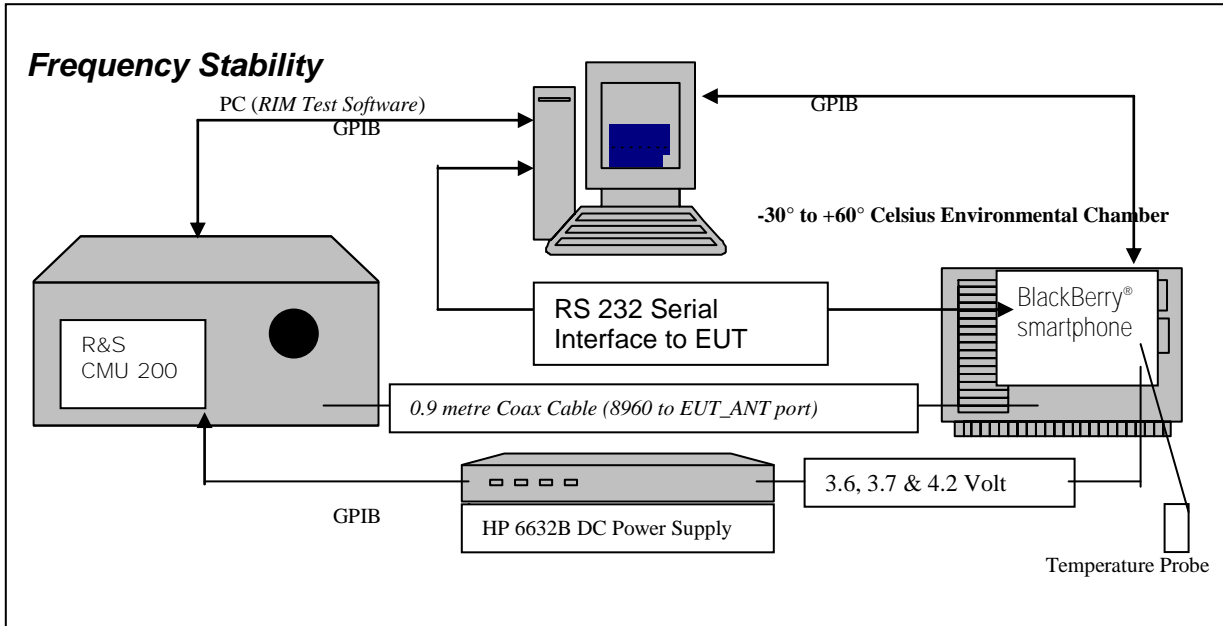 Frequency Stability
PC (RIM Test Software)
GPIB
GPIB
-30° to +60° Celsius Environmental Chamber
RS 232 Serial
Interface to EUT
BlackBerry®
smartphone
R&S
CMU 200
0.9 metre Coax Cable (8960 to EUT_ANT port)
3.6, 3.7 & 4.2 Volt
GPIB
HP 6632B DC Power Supply
Temperature Probe